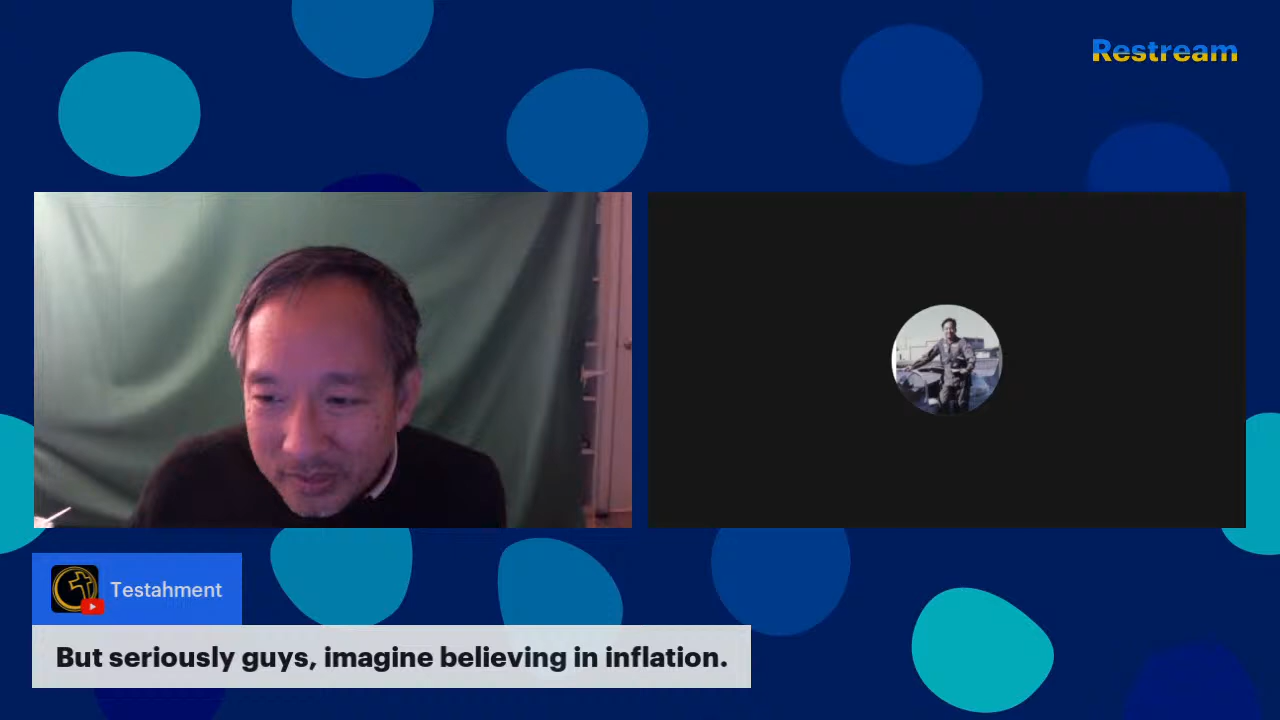 Restream
Testahment
But seriously guys, imagine believing in inflation.